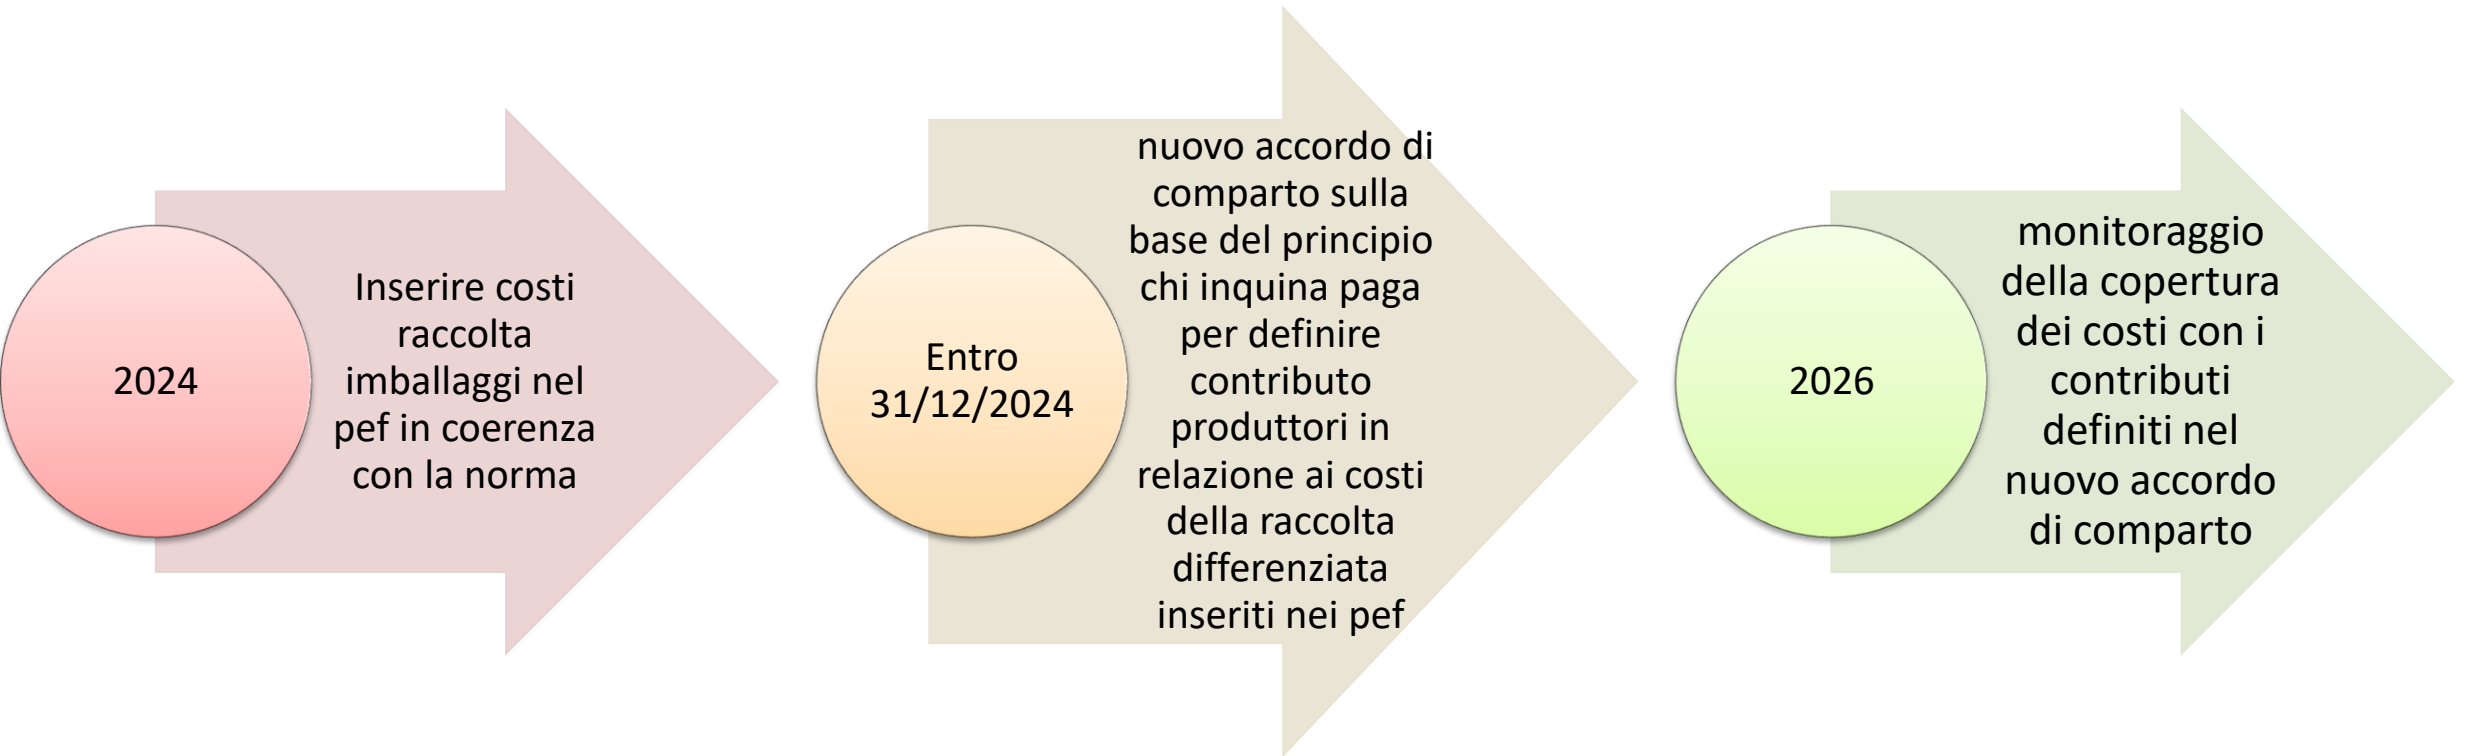 2024
Inserire costi
raccolta
imballaggi nel
pef in coerenza
con la norma
Entro
31/12/2024
nuovo accordo di
comparto sulla
base del principio
chi inquina paga
per definire
contributo
produttori in
relazione ai costi
della raccolta
differenziata
inseriti nei pef
2026
monitoraggio
della copertura
dei costi con i
contributi
definiti nel
nuovo accordo
di comparto